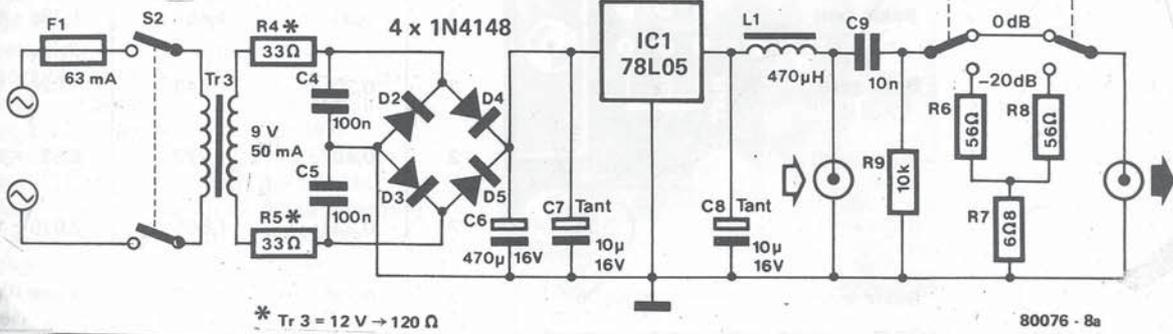 F1
63 mA
S2
Tr 3
R4 *
33Ω
9 V
50 mA
R5 *
33Ω
C4
100n
C5
100n
4 x 1N4148
D2
D4
D3
D5
C6
470µ
16V
C7
Tant
10µ
16V
IC1
78L05
C8
Tant
10µ
16V
L1
470µH
C9
10n
R9
10k
0dB
−20dB
R6
56Ω
R8
56Ω
R7
6Ω8
* Tr 3 = 12 V → 120 Ω
80076 - 8a